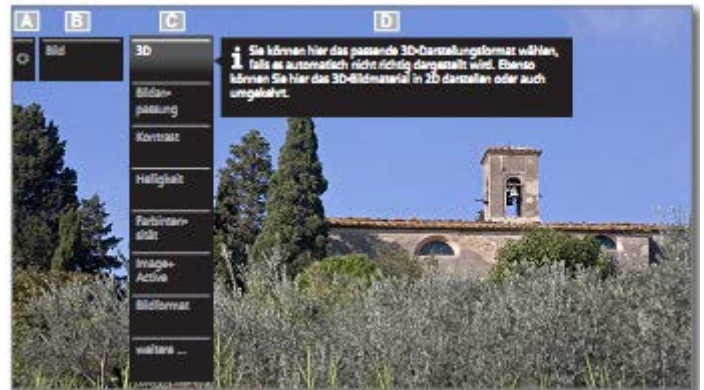 A B C D
Bild
3D
i Sie können hier das passende 3D-Darstellungsformat wählen,
falls es automatisch nicht richtig dargestellt wird. Ebenso
können Sie hier das 3D-Bildmaterial in 2D darstellen oder auch
umgekehrt.
Bildan-
passung
Kontrast
Helligkeit
Farbinten-
sität
Image+
Active
Bildformat
weitere ...